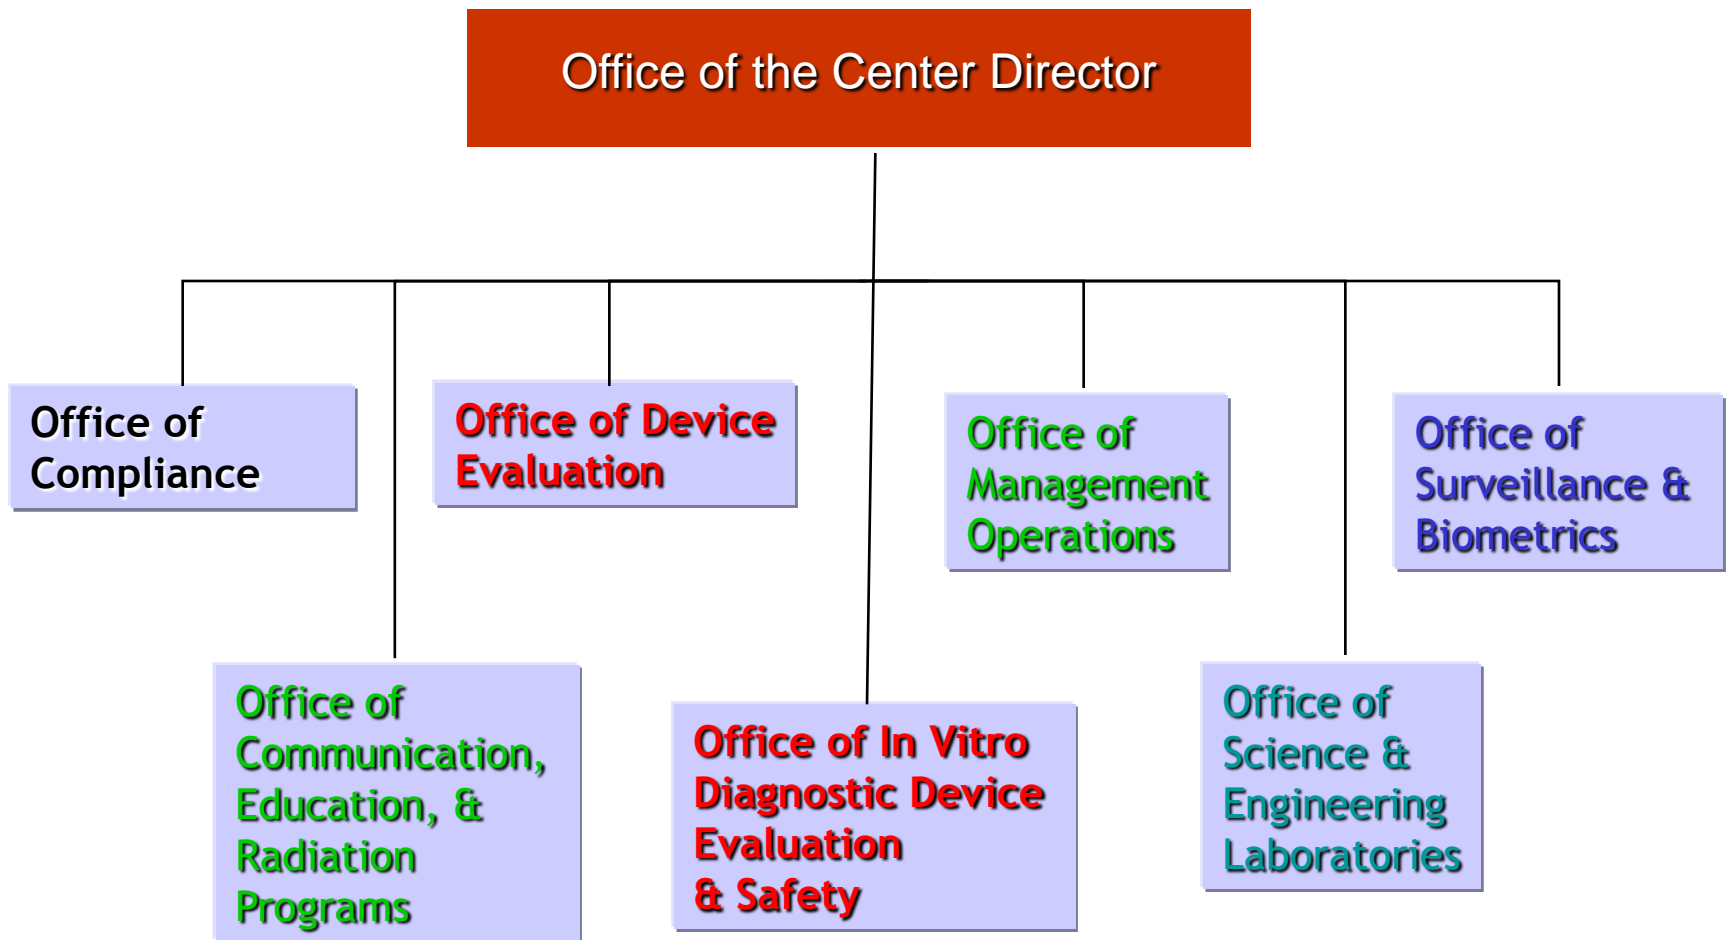 Office of the Center Director
Office of
Compliance
Office of Device
Evaluation
Office of
Management
Operations
Office of
Surveillance &
Biometrics
Office of
Communication,
Education, &
Radiation
Programs
Office of In Vitro
Diagnostic Device
Evaluation
& Safety
Office of
Science &
Engineering
Laboratories